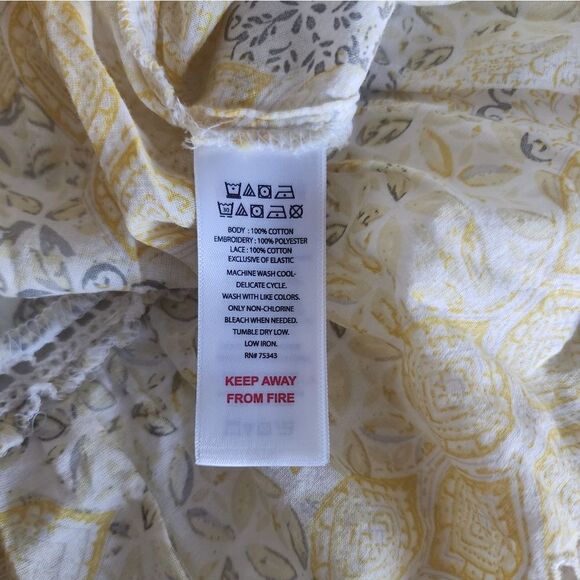 30
BODY : 100% COTTON
EMBROIDERY : 100% POLYESTER
LACE : 100% COTTON
EXCLUSIVE OF ELASTIC
MACHINE WASH COOL-
DELICATE CYCLE.
WASH WITH LIKE COLORS.
ONLY NON-CHLORINE
BLEACH WHEN NEEDED.
TUMBLE DRY LOW.
LOW IRON.
RN# 75343
KEEP AWAY
FROM FIRE